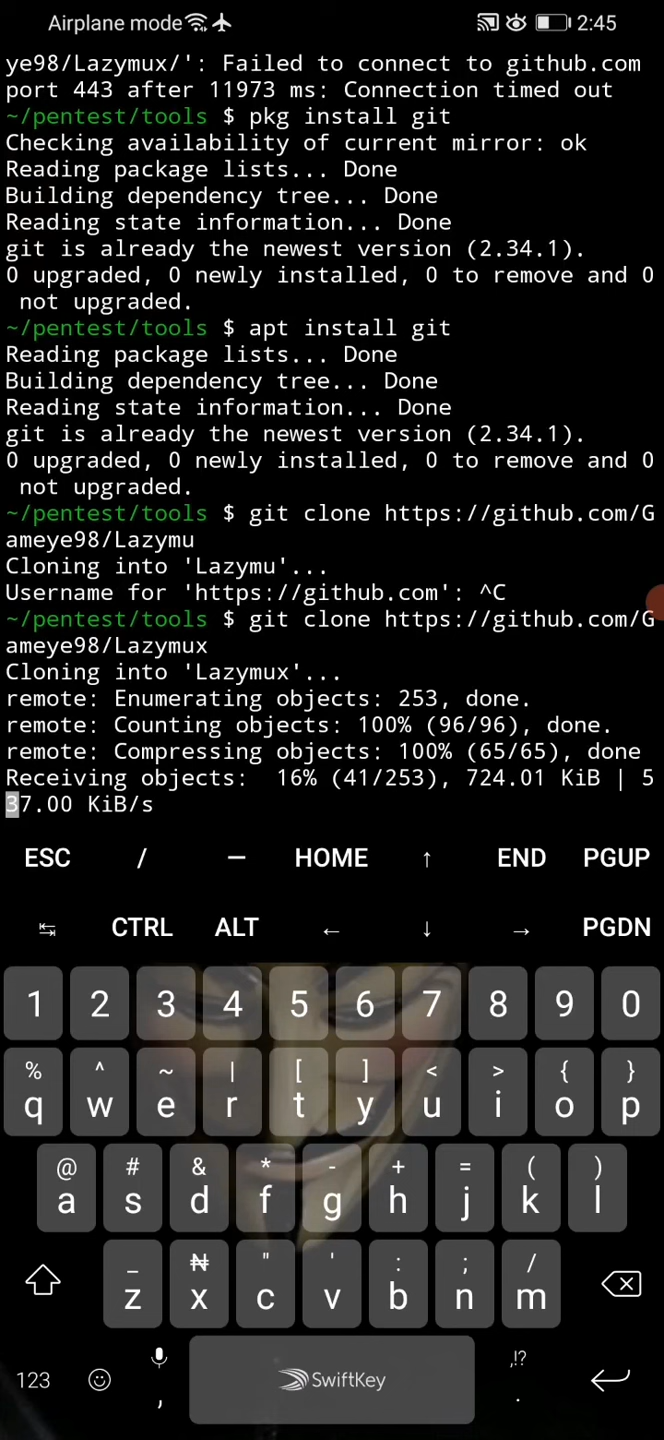 Airplane mode 2:45
ye98/Lazymux/': Failed to connect to github.com
port 443 after 11973 ms: Connection timed out
~/pentest/tools $ pkg install git
Checking availability of current mirror: ok
Reading package lists... Done
Building dependency tree... Done
Reading state information... Done
git is already the newest version (2.34.1).
0 upgraded, 0 newly installed, 0 to remove and 0
not upgraded.
~/pentest/tools $ apt install git
Reading package lists... Done
Building dependency tree... Done
Reading state information... Done
git is already the newest version (2.34.1).
0 upgraded, 0 newly installed, 0 to remove and 0
not upgraded.
~/pentest/tools $ git clone https://github.com/G
ameye98/Lazymu
Cloning into 'Lazymu'...
Username for 'https://github.com': ^C
~/pentest/tools $ git clone https://github.com/G
ameye98/Lazymux
Cloning into 'Lazymux'...
remote: Enumerating objects: 253, done.
remote: Counting objects: 100% (96/96), done.
remote: Compressing objects: 100% (65/65), done
Receiving objects:  16% (41/253), 724.01 KiB | 5
37.00 KiB/s
ESC / — HOME ↑ END PGUP
↹ CTRL ALT ← ↓ → PGDN
1 2 3 4 5 6 7 8 9 0
% ^ ~ | [ ] < > { }
q w e r t y u i o p
@ # & * - + = ( )
a s d f g h j k l
_ ₦ " ' : ; /
z x c v b n m
,!?
123 , SwiftKey .